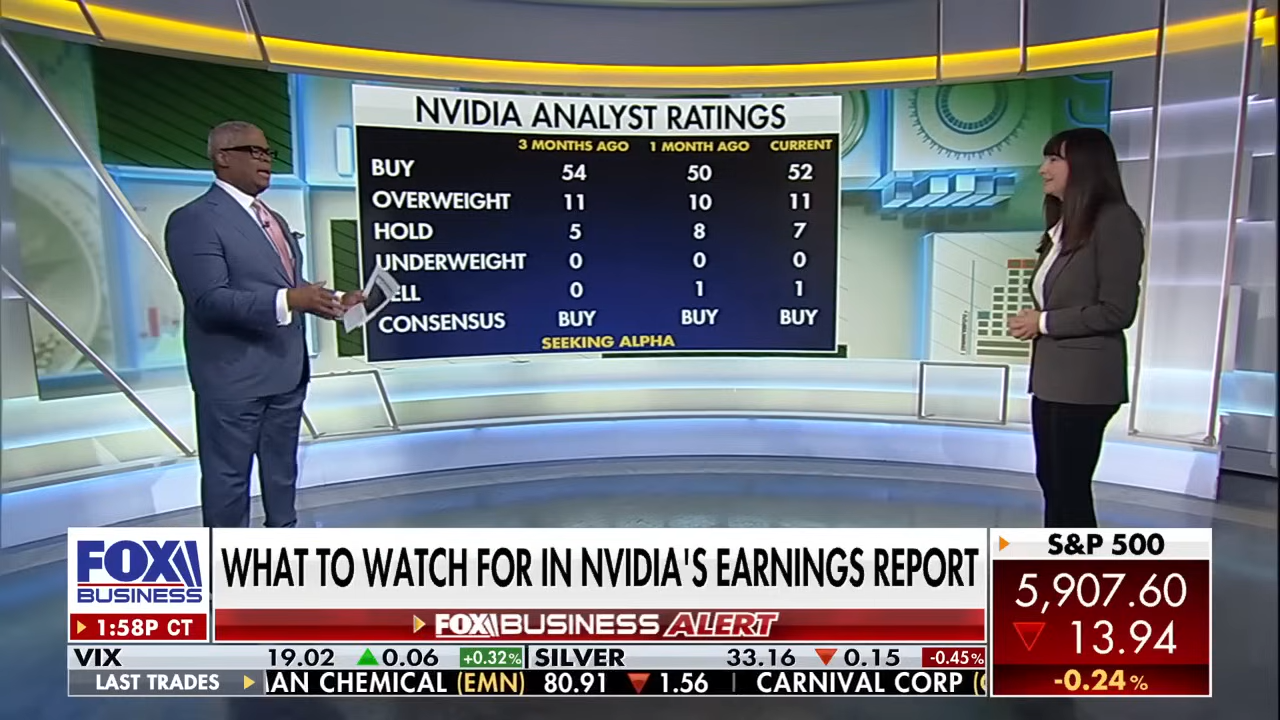 NVIDIA ANALYST RATINGS
3 MONTHS AGO 1 MONTH AGO CURRENT
BUY 54 50 52
OVERWEIGHT 11 10 11
HOLD 5 8 7
UNDERWEIGHT 0 0 0
ELL 0 1 1
CONSENSUS BUY BUY BUY
SEEKING ALPHA
FOX
BUSINESS
1:58P CT
WHAT TO WATCH FOR IN NVIDIA'S EARNINGS REPORT
FOX BUSINESS ALERT
S&P 500
5,907.60
13.94
-0.24%
VIX 19.02 0.06 +0.32% SILVER 33.16 0.15 -0.45%
LAST TRADES IAN CHEMICAL (EMN) 80.91 1.56 | CARNIVAL CORP (